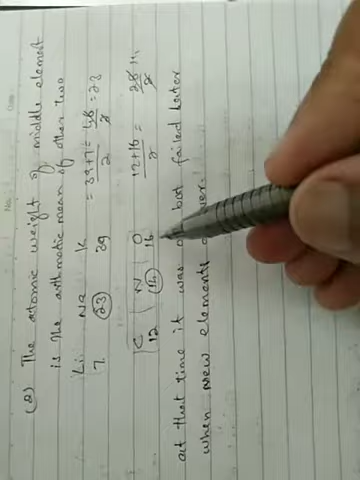 (2) The atomic weight of middle element
is the arithmatic mean of other two
Li Na K = 39+7/2 = 46/2 = 23
7 23 39
C N O 12+16/2 = 28/2
12 14 16
at that time it was but failed later
when new elements